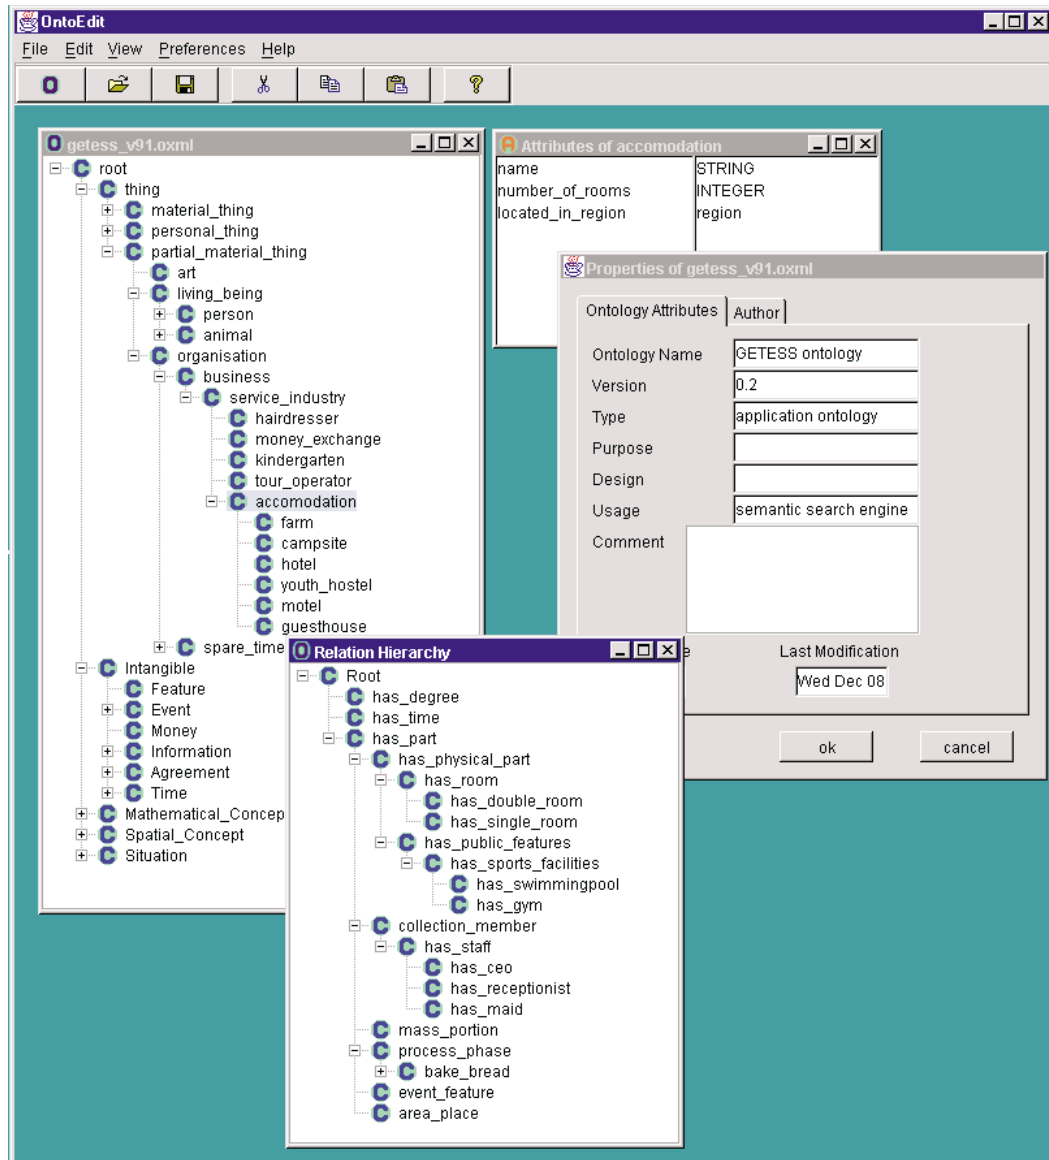 OntoEdit
File Edit View Preferences Help
getess_v91.oxml
root
thing
material_thing
personal_thing
partial_material_thing
art
living_being
person
animal
organisation
business
service_industry
hairdresser
money_exchange
kindergarten
tour_operator
accomodation
farm
campsite
hotel
youth_hostel
motel
guesthouse
spare_time
Intangible
Feature
Event
Money
Information
Agreement
Time
Mathematical_Concep
Spatial_Concept
Situation
Attributes of accomodation
name STRING
number_of_rooms INTEGER
located_in_region region
Properties of getess_v91.oxml
Ontology Attributes Author
Ontology Name GETESS ontology
Version 0.2
Type application ontology
Purpose
Design
Usage semantic search engine
Comment
Last Modification
Wed Dec 08
ok cancel
Relation Hierarchy
Root
has_degree
has_time
has_part
has_physical_part
has_room
has_double_room
has_single_room
has_public_features
has_sports_facilities
has_swimmingpool
has_gym
collection_member
has_staff
has_ceo
has_receptionist
has_maid
mass_portion
process_phase
bake_bread
event_feature
area_place